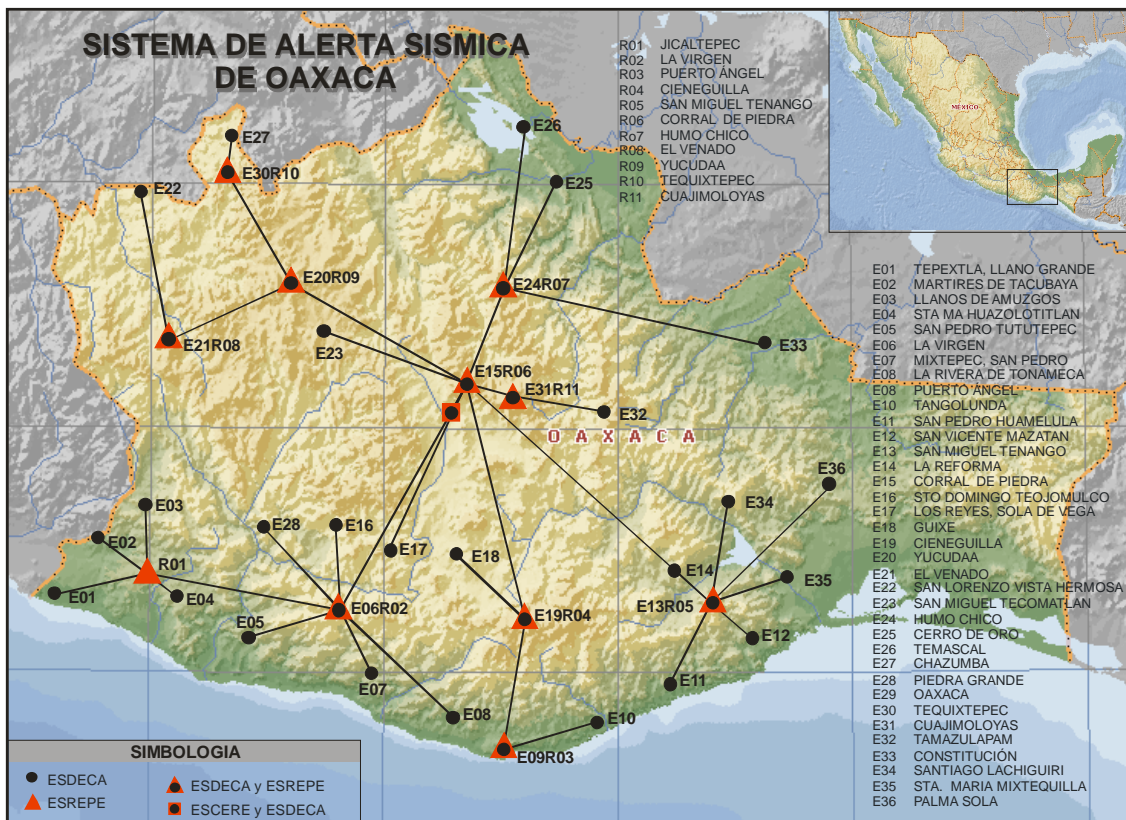 SISTEMA DE ALERTA SISMICA
DE OAXACA
R01 JICALTEPEC
R02 LA VIRGEN
R03 PUERTO ÁNGEL
R04 CIENEGUILLA
R05 SAN MIGUEL TENANGO
R06 CORRAL DE PIEDRA
Ro7 HUMO CHICO
R08 EL VENADO
R09 YUCUDAA
R10 TEQUIXTEPEC
R11 CUAJIMOLOYAS
MÉXICO
E27
E30R10
E22
E26
E25
E20R09
E24R07
E21R08
E23
E33
E15R06
E31R11
E32
OAXACA
E36
E34
E03
E28
E16
E02
E17
E18
R01
E14
E35
E01
E04
E06R02
E13R05
E19R04
E05
E12
E07
E11
E08
E10
E09R03
E01 TEPEXTLA, LLANO GRANDE
E02 MARTIRES DE TACUBAYA
E03 LLANOS DE AMUZGOS
E04 STA MA HUAZOLOTITLAN
E05 SAN PEDRO TUTUTEPEC
E06 LA VIRGEN
E07 MIXTEPEC, SAN PEDRO
E08 LA RIVERA DE TONAMECA
E08 PUERTO ÁNGEL
E10 TANGOLUNDA
E11 SAN PEDRO HUAMELULA
E12 SAN VICENTE MAZATAN
E13 SAN MIGUEL TENANGO
E14 LA REFORMA
E15 CORRAL DE PIEDRA
E16 STO DOMINGO TEOJOMULCO
E17 LOS REYES, SOLA DE VEGA
E18 GUIXE
E19 CIENEGUILLA
E20 YUCUDAA
E21 EL VENADO
E22 SAN LORENZO VISTA HERMOSA
E23 SAN MIGUEL TECOMATLAN
E24 HUMO CHICO
E25 CERRO DE ORO
E26 TEMASCAL
E27 CHAZUMBA
E28 PIEDRA GRANDE
E29 OAXACA
E30 TEQUIXTEPEC
E31 CUAJIMOLOYAS
E32 TAMAZULAPAM
E33 CONSTITUCIÓN
E34 SANTIAGO LACHIGUIRI
E35 STA. MARIA MIXTEQUILLA
E36 PALMA SOLA
SIMBOLOGIA
ESDECA
ESREPE
ESDECA y ESREPE
ESCERE y ESDECA